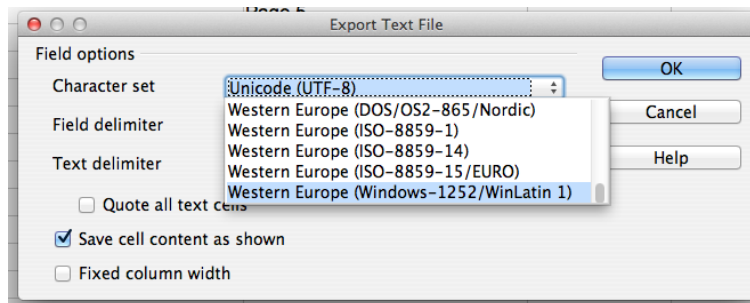 Page 6
Export Text File
Field options
OK
Character set
Unicode (UTF-8)
Western Europe (DOS/OS2-865/Nordic)
Cancel
Field delimiter
Western Europe (ISO-8859-1)
Western Europe (ISO-8859-14)
Text delimiter
Western Europe (ISO-8859-15/EURO)
Help
Western Europe (Windows-1252/WinLatin 1)
Quote all text cells
Save cell content as shown
Fixed column width